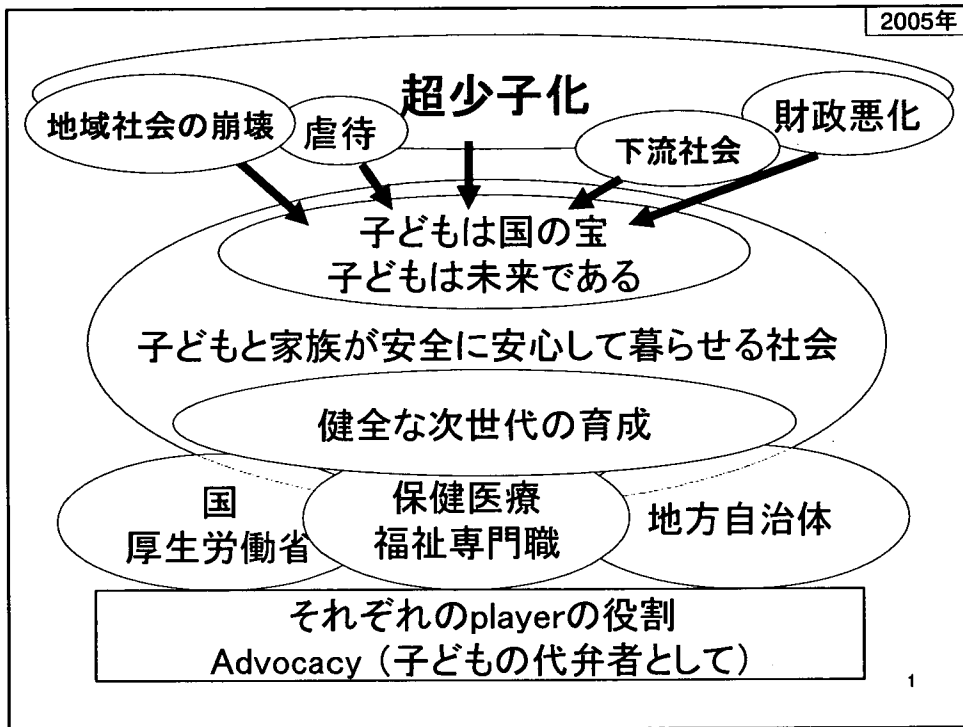 2005年
超少子化
地域社会の崩壊
虐待
下流社会
財政悪化
子どもは国の宝
子どもは未来である
子どもと家族が安全に安心して暮らせる社会
健全な次世代の育成
国
厚生労働省
保健医療
福祉専門職
地方自治体
それぞれのplayerの役割
Advocacy（子どもの代弁者として）
1